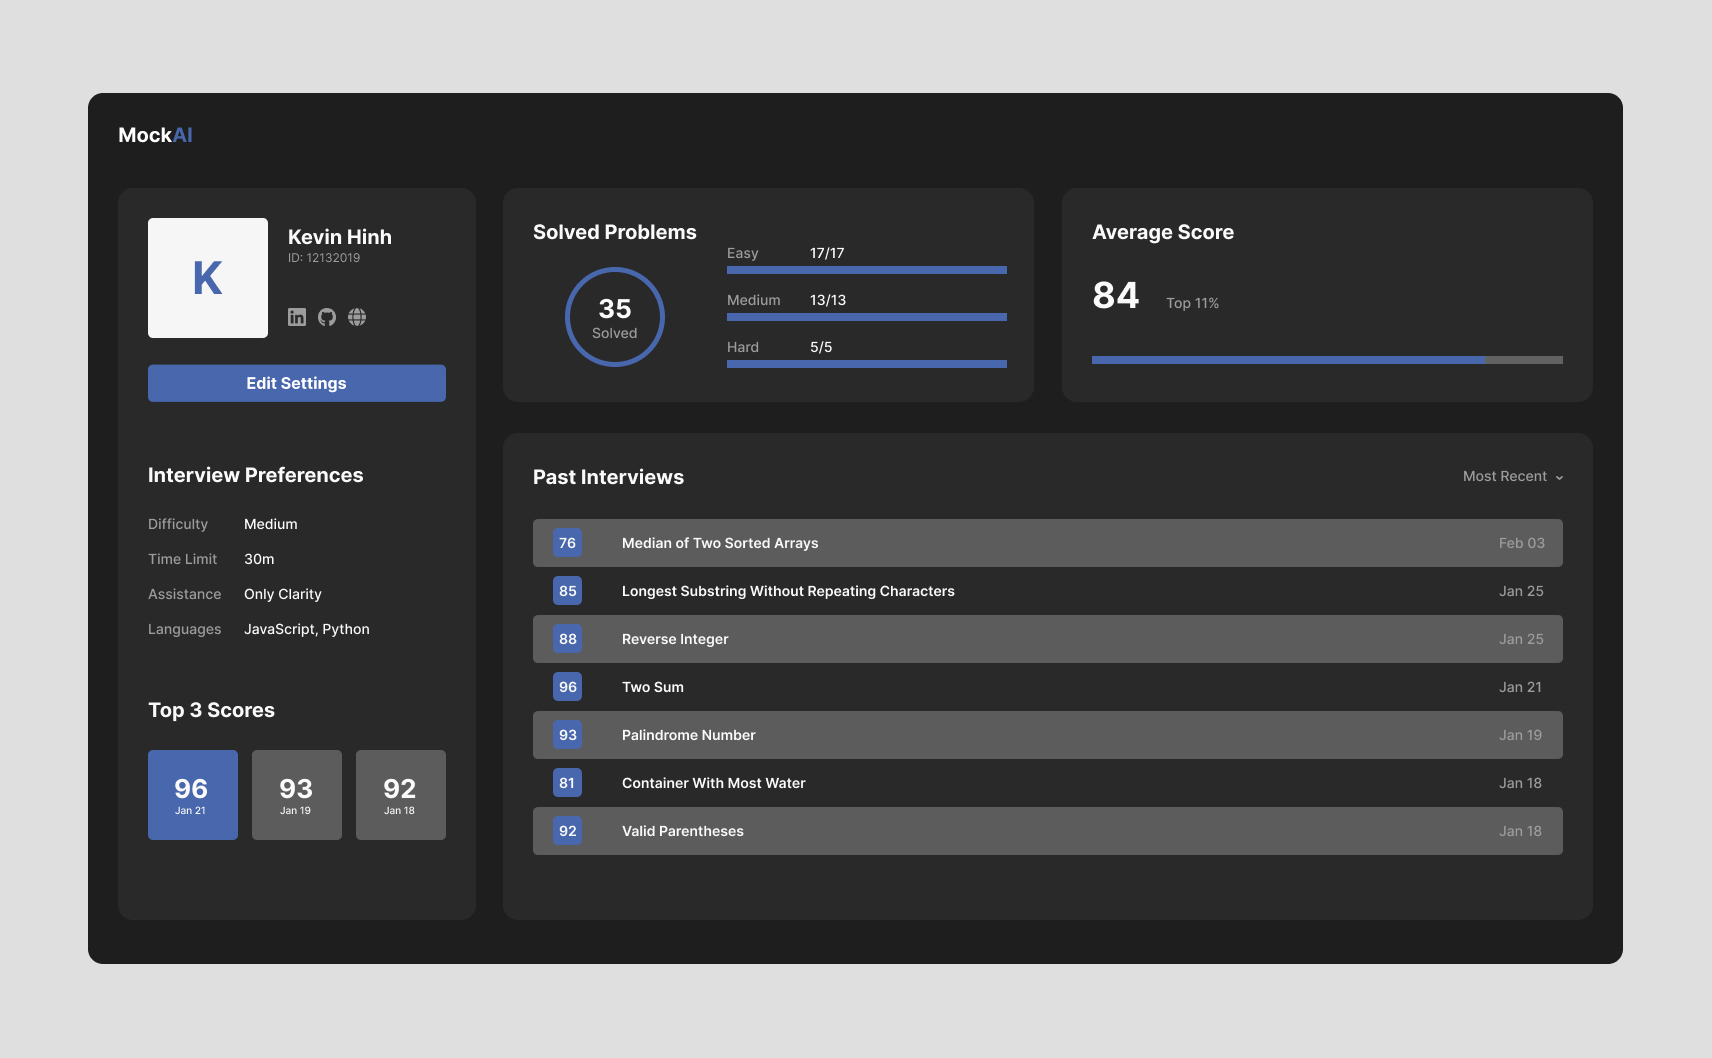 MockAI
K
Kevin Hinh
ID: 12132019
Edit Settings
Interview Preferences
Difficulty Medium
Time Limit 30m
Assistance Only Clarity
Languages JavaScript, Python
Top 3 Scores
96 93 92
Jan 21 Jan 19 Jan 18
Solved Problems
35
Solved
Easy 17/17
Medium 13/13
Hard 5/5
Average Score
84 Top 11%
Past Interviews Most Recent
76 Median of Two Sorted Arrays Feb 03
85 Longest Substring Without Repeating Characters Jan 25
88 Reverse Integer Jan 25
96 Two Sum Jan 21
93 Palindrome Number Jan 19
81 Container With Most Water Jan 18
92 Valid Parentheses Jan 18